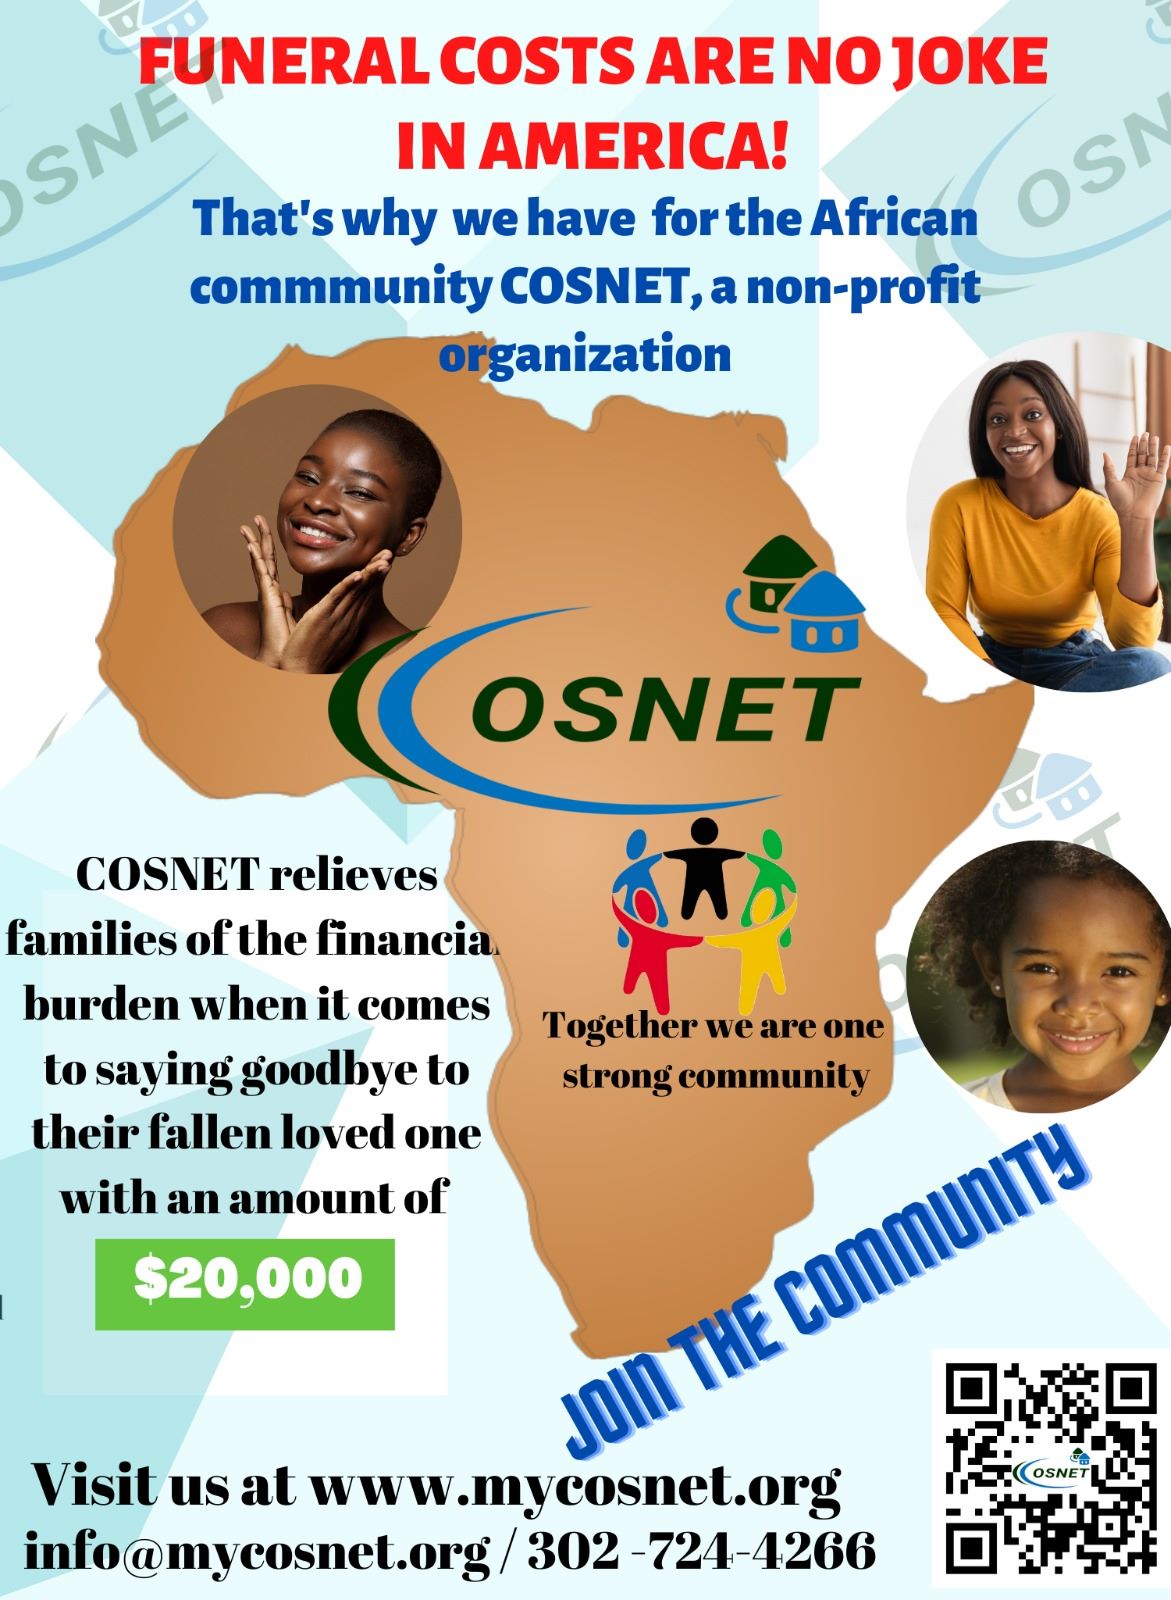 FUNERAL COSTS ARE NO JOKE
IN AMERICA!
That's why we have for the African
commmunity COSNET, a non-profit
organization
COSNET
COSNET relieves
families of the financial
burden when it comes
to saying goodbye to
their fallen loved one
with an amount of
$20,000
Together we are one
strong community
JOIN THE COMMUNITY
Visit us at www.mycosnet.org
info@mycosnet.org / 302 -724-4266
OSNET